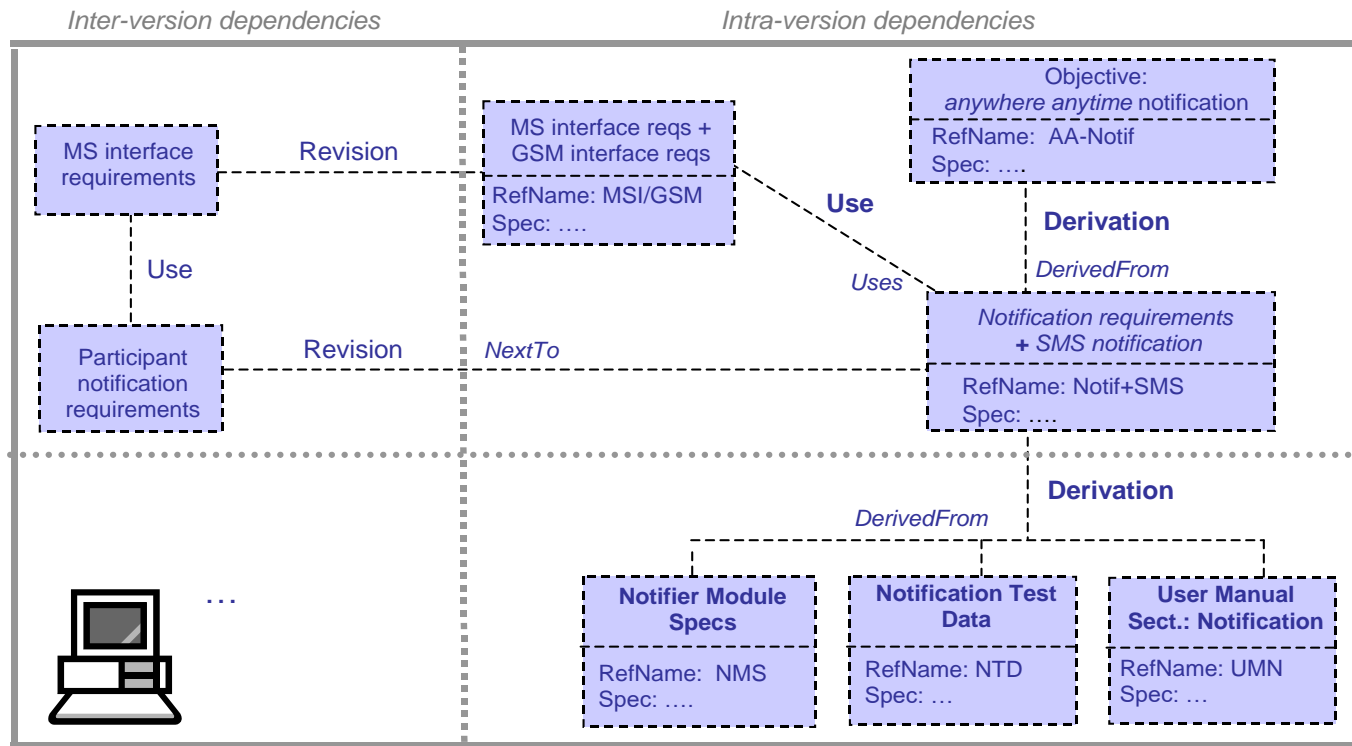 Inter-version dependencies
Intra-version dependencies
Objective:
anywhere anytime notification
RefName: AA-Notif
Spec: ….
MS interface reqs +
GSM interface reqs
RefName: MSI/GSM
Spec: ….
MS interface
requirements
Revision
Use
Derivation
Use
Uses
DerivedFrom
Participant
notification
requirements
Revision
NextTo
Notification requirements
+ SMS notification
RefName: Notif+SMS
Spec: ….
Derivation
DerivedFrom
…
Notifier Module
Specs
RefName: NMS
Spec: ….
Notification Test
Data
RefName: NTD
Spec: …
User Manual
Sect.: Notification
RefName: UMN
Spec: …